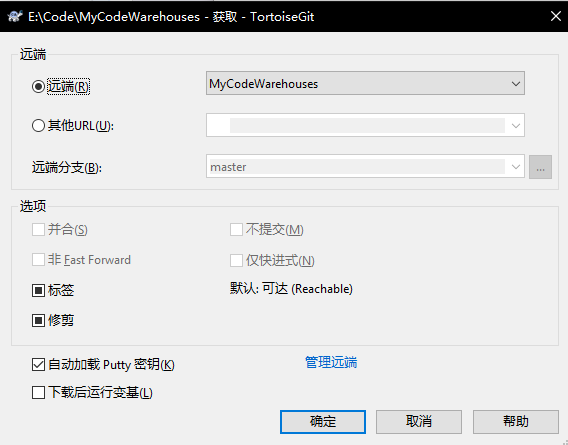 E:\Code\MyCodeWarehouses - 获取 - TortoiseGit
远端
远端(R)
MyCodeWarehouses
其他URL(U):
远端分支(B):
master
...
选项
并合(S)
不提交(M)
非 Fast Forward
仅快进式(N)
标签
默认: 可达 (Reachable)
修剪
自动加载 Putty 密钥(K)
管理远端
下载后运行变基(L)
确定
取消
帮助